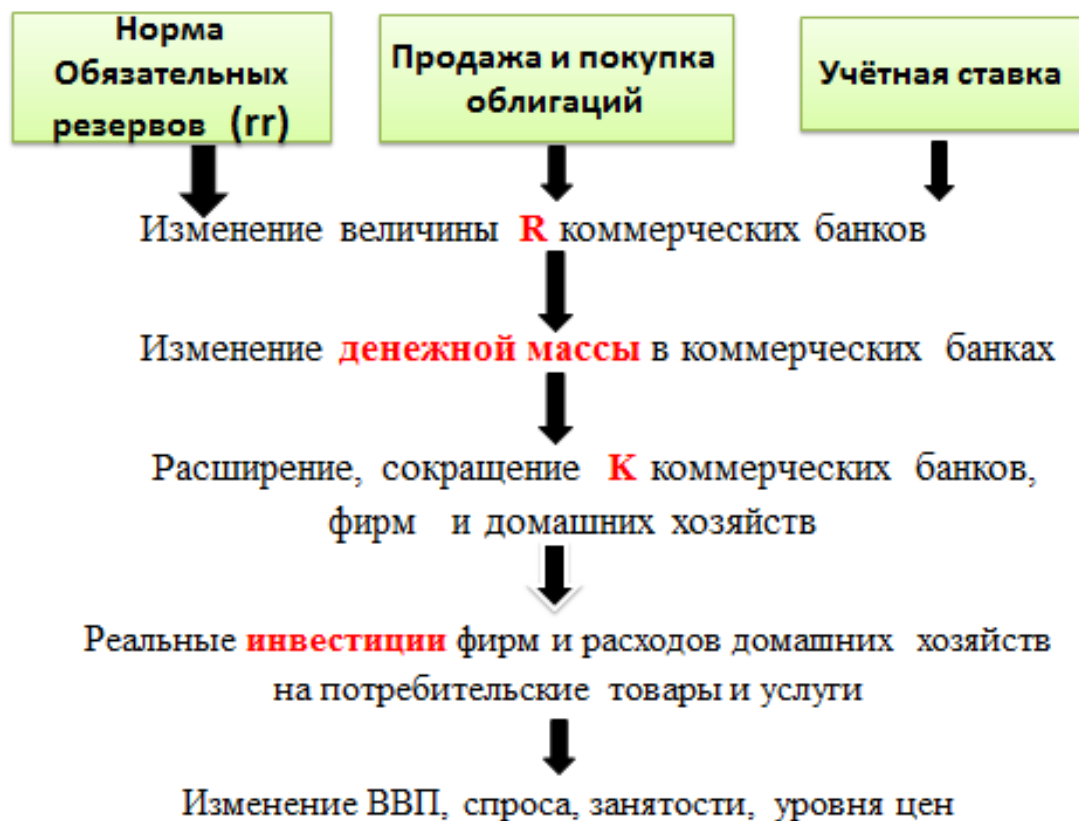 Норма
Обязательных
резервов (rr)
Продажа и покупка
облигаций
Учётная ставка
Изменение величины R коммерческих банков
Изменение денежной массы в коммерческих банках
Расширение, сокращение K коммерческих банков,
фирм и домашних хозяйств
Реальные инвестиции фирм и расходов домашних хозяйств
на потребительские товары и услуги
Изменение ВВП, спроса, занятости, уровня цен